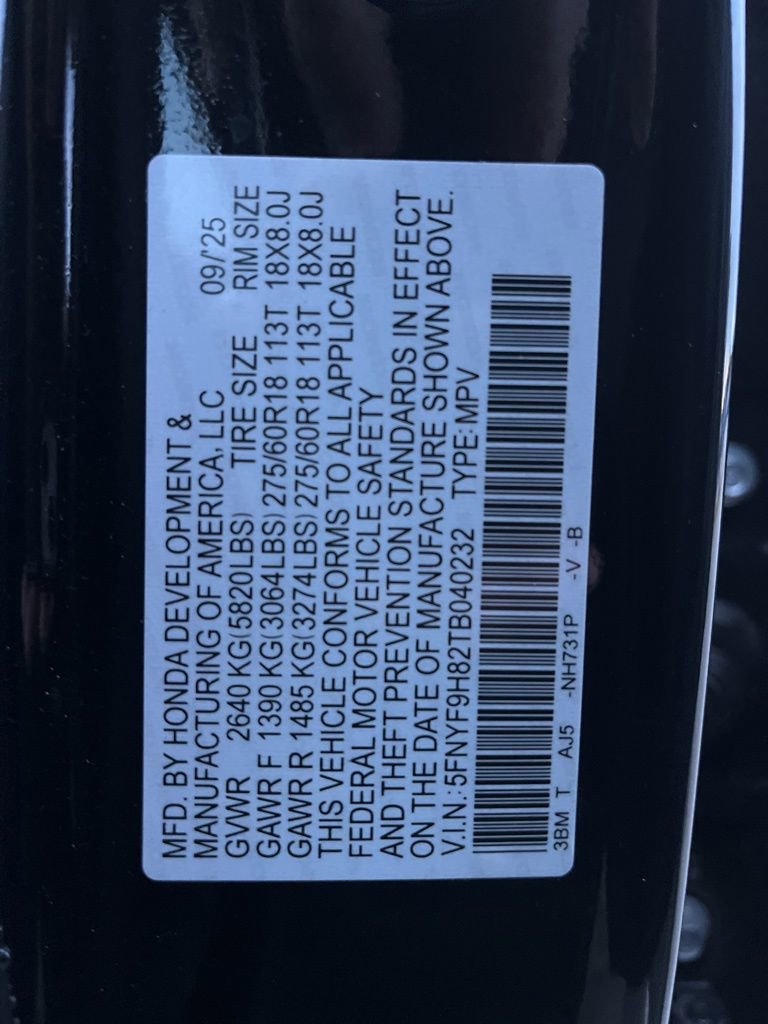 MFD. BY HONDA DEVELOPMENT &
MANUFACTURING OF AMERICA, LLC 09/'25
GVWR 2640 KG(5820LBS) TIRE SIZE RIM SIZE
GAWR F 1390 KG(3064LBS) 275/60R18 113T 18X8.0J
GAWR R 1485 KG(3274LBS) 275/60R18 113T 18X8.0J
THIS VEHICLE CONFORMS TO ALL APPLICABLE
FEDERAL MOTOR VEHICLE SAFETY
AND THEFT PREVENTION STANDARDS IN EFFECT
ON THE DATE OF MANUFACTURE SHOWN ABOVE.
V.I.N.: 5FNYF9H82TB040232 TYPE:MPV
3BM T AJ5 -NH731P -V -B